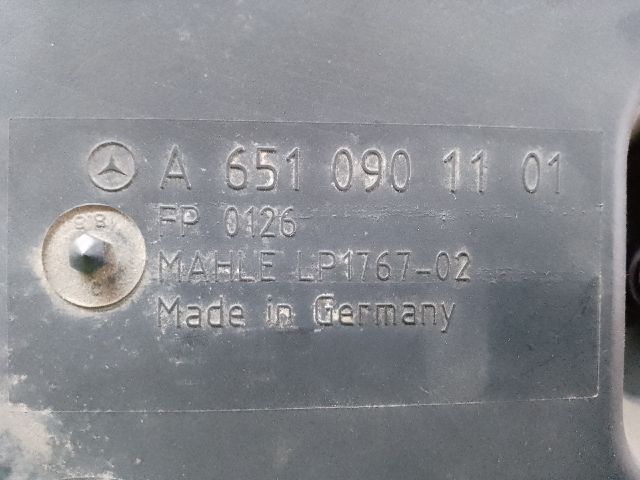 A 651 090 11 01
FP 0126
MAHLE LP1767-02
Made in Germany